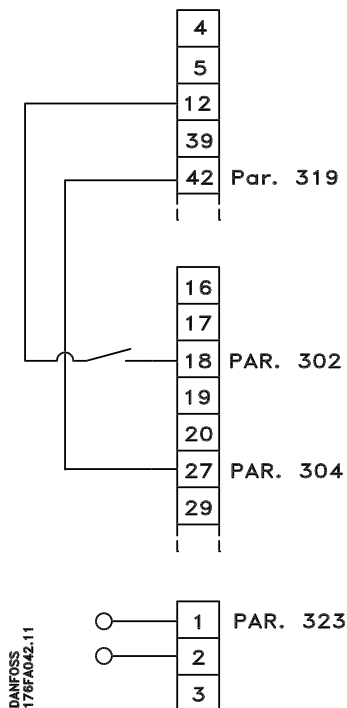 4
5
12
39
42 Par. 319
16
17
18 PAR. 302
19
20
27 PAR. 304
29
1 PAR. 323
2
3
DANFOSS
176FA042.11